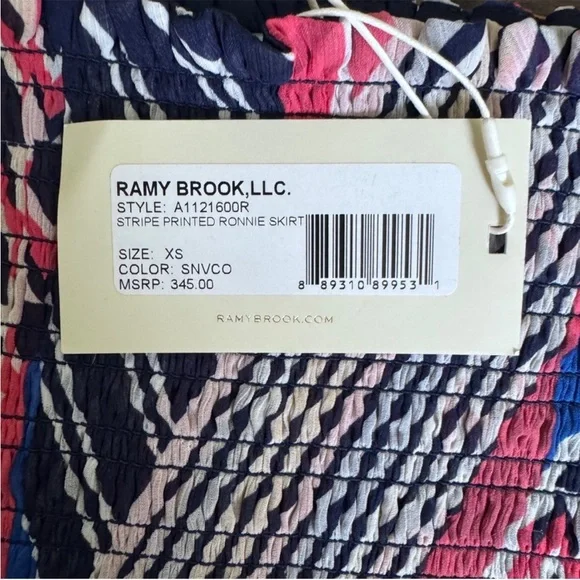 RAMY BROOK,LLC.
STYLE: A1121600R
STRIPE PRINTED RONNIE SKIRT
SIZE: XS
COLOR: SNVCO
MSRP: 345.00
8 89310 89953 1
RAMYBROOK.COM